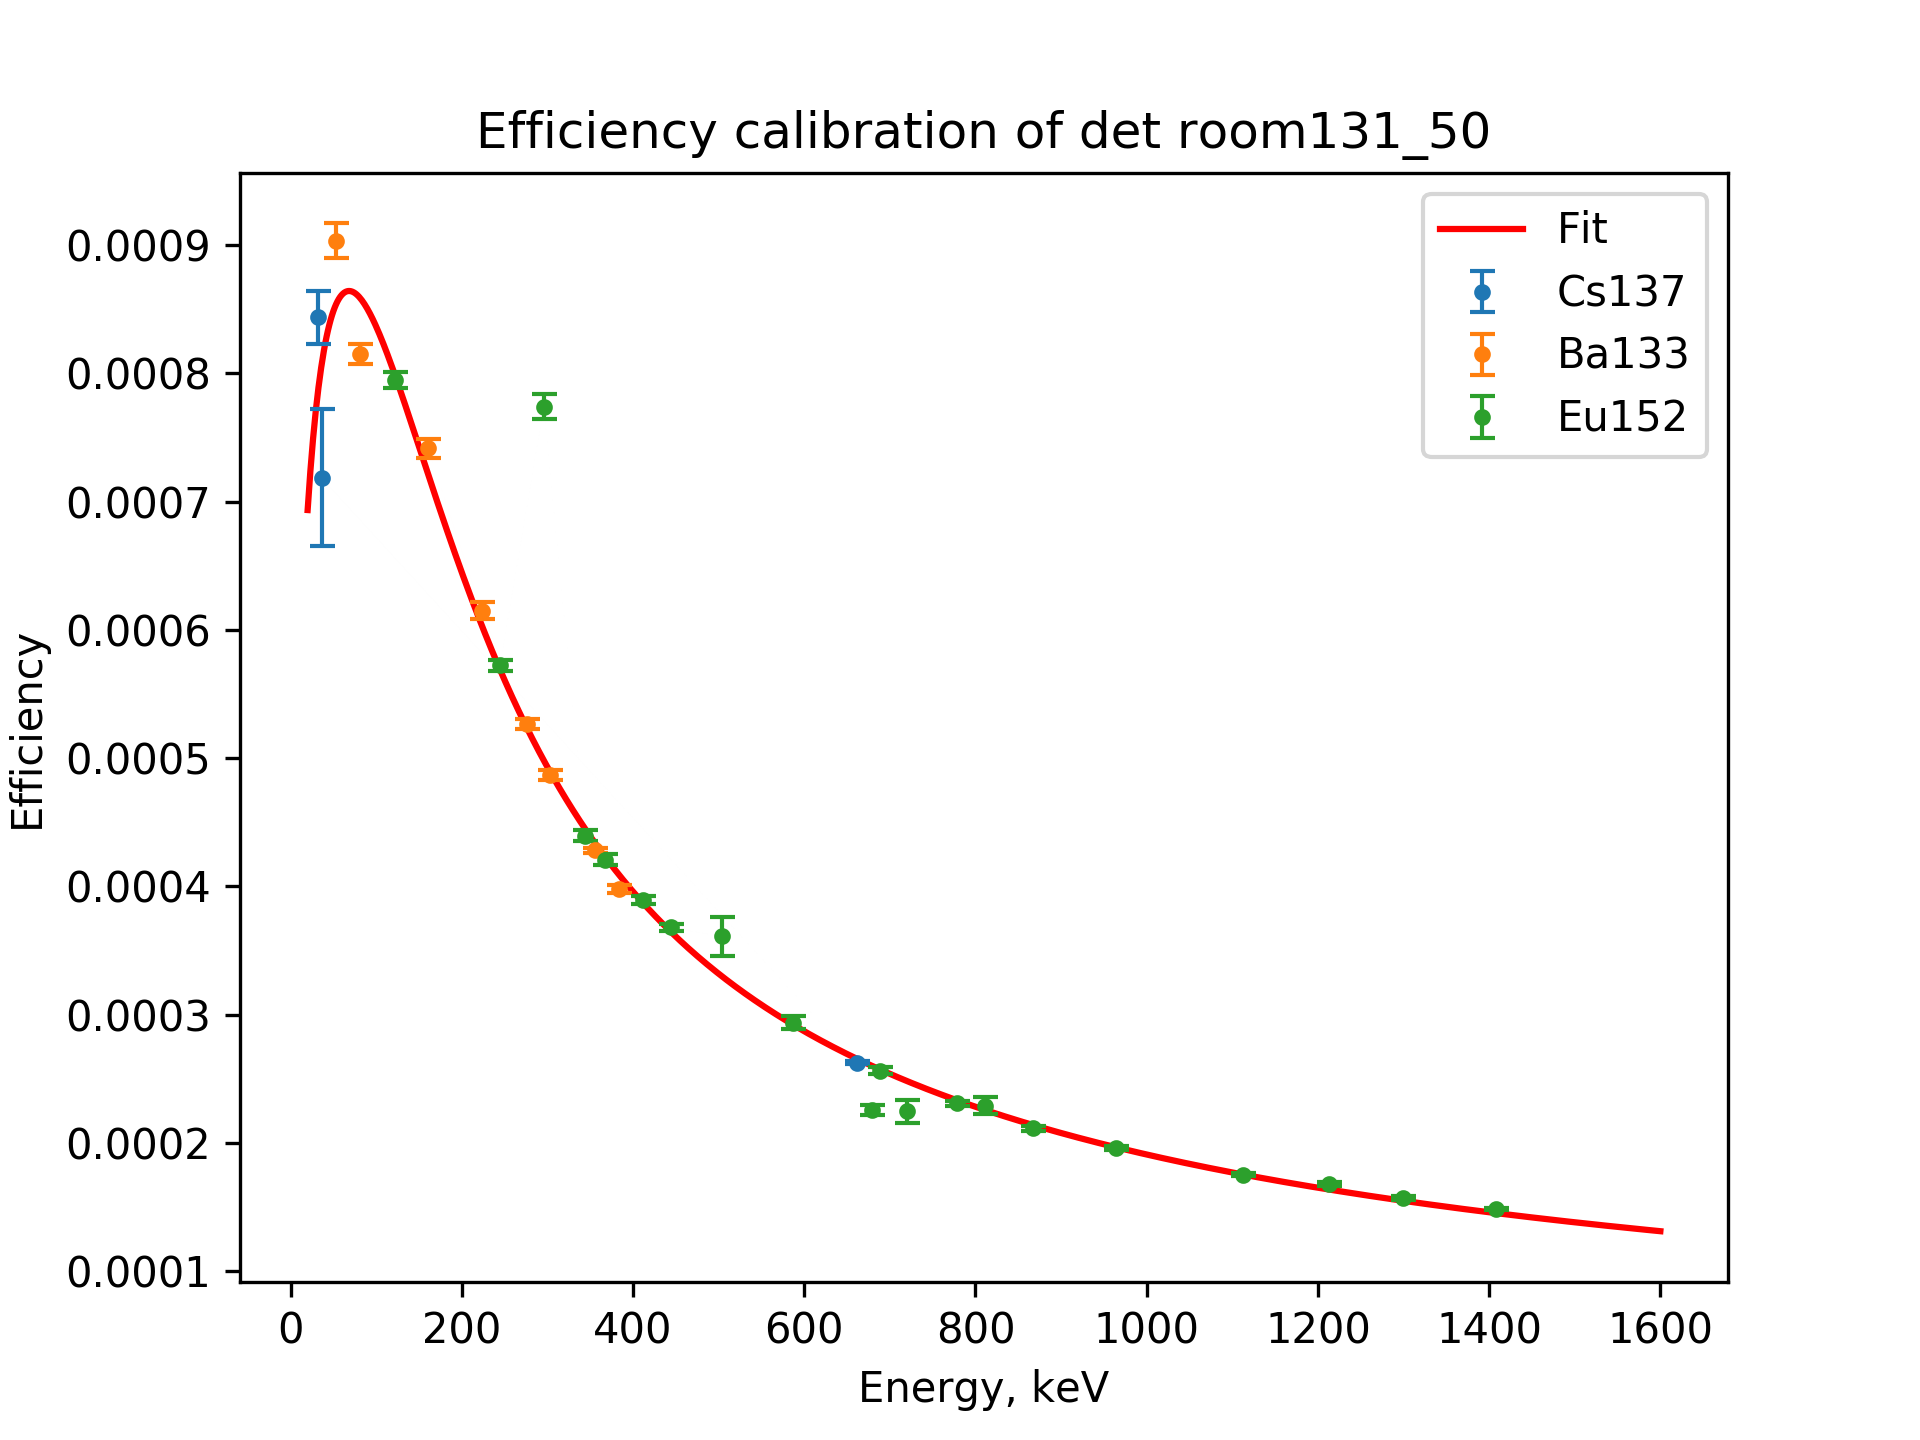 Efficiency calibration of det room131_50
Efficiency
0.0009
0.0008
0.0007
0.0006
0.0005
0.0004
0.0003
0.0002
0.0001
Fit
Cs137
Ba133
Eu152
0 200 400 600 800 1000 1200 1400 1600
Energy, keV